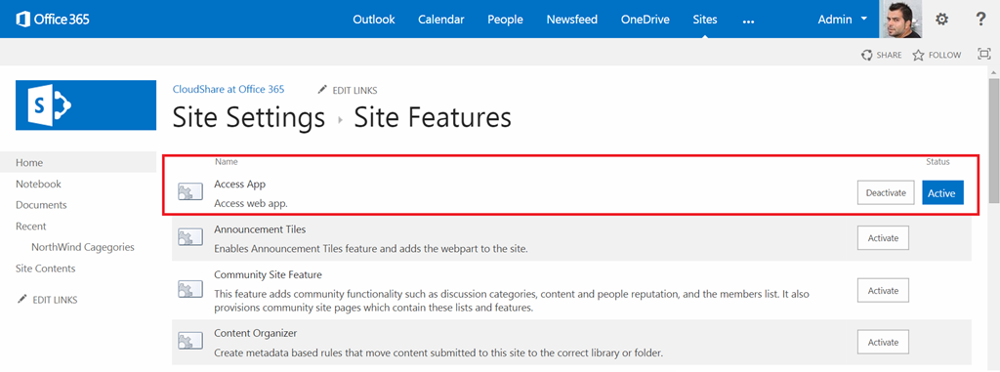 Office 365
Outlook Calendar People Newsfeed OneDrive Sites ... Admin ?
SHARE FOLLOW
S
CloudShare at Office 365 EDIT LINKS
Site Settings ▸ Site Features
Home
Notebook
Documents
Recent
NorthWind Cagegories
Site Contents
EDIT LINKS
Name Status
Access App
Access web app.
Deactivate Active
Announcement Tiles
Enables Announcement Tiles feature and adds the webpart to the site.
Activate
Community Site Feature
This feature adds community functionality such as discussion categories, content and people reputation, and the members list. It also
provisions community site pages which contain these lists and features.
Activate
Content Organizer
Create metadata based rules that move content submitted to this site to the correct library or folder.
Activate